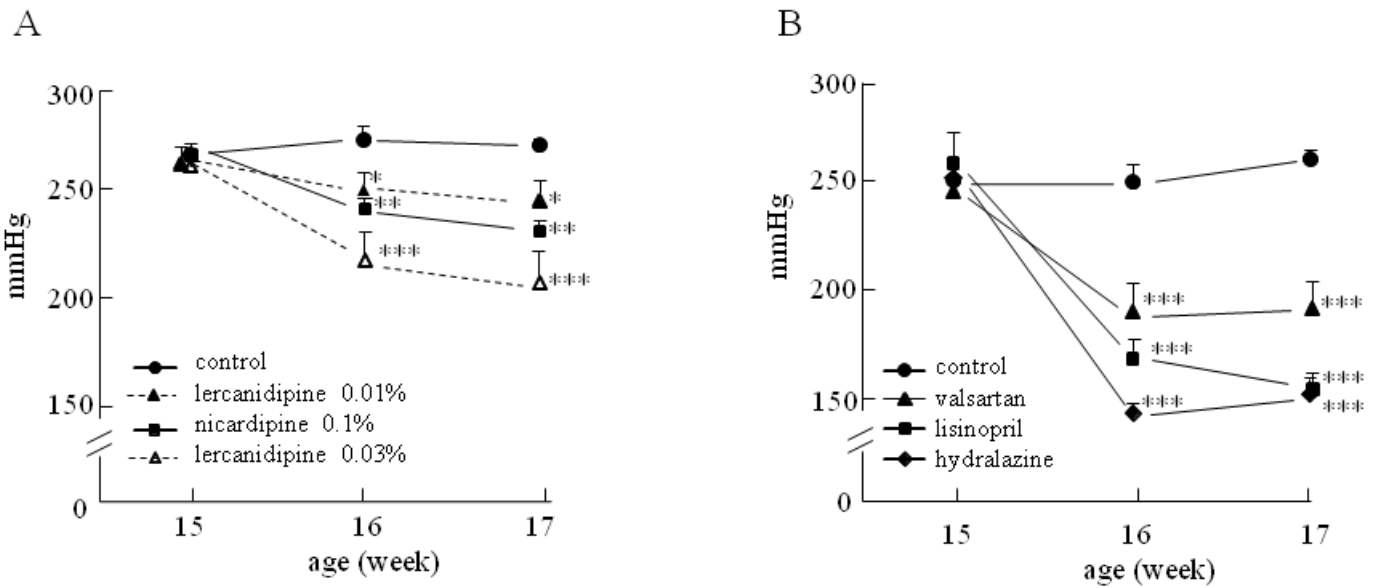 A
300
250
200
150
0
mmHg
*
**
***
*
**
***
control
lercanidipine 0.01%
nicardipine 0.1%
lercanidipine 0.03%
15 16 17
age (week)
B
300
250
200
150
0
mmHg
***
***
***
***
***
***
control
valsartan
lisinopril
hydralazine
15 16 17
age (week)